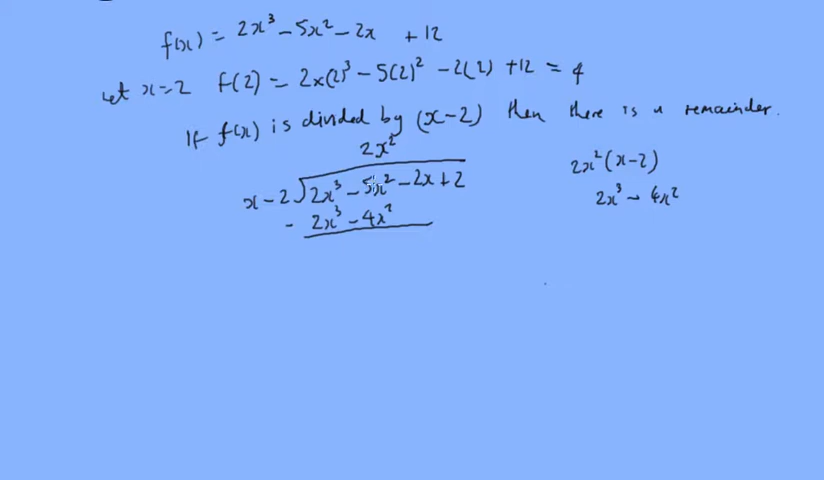 f(x) = 2x³ - 5x² - 2x + 12
Let x=2 f(2) = 2x(2)³ - 5(2)² - 2(2) + 12 = 4
If f(x) is divided by (x-2) then there is a remainder.
2x²
2x²(x-2)
x-2)2x³ - 5x² - 2x + 2
2x³ - 4x²
- 2x³ - 4x²